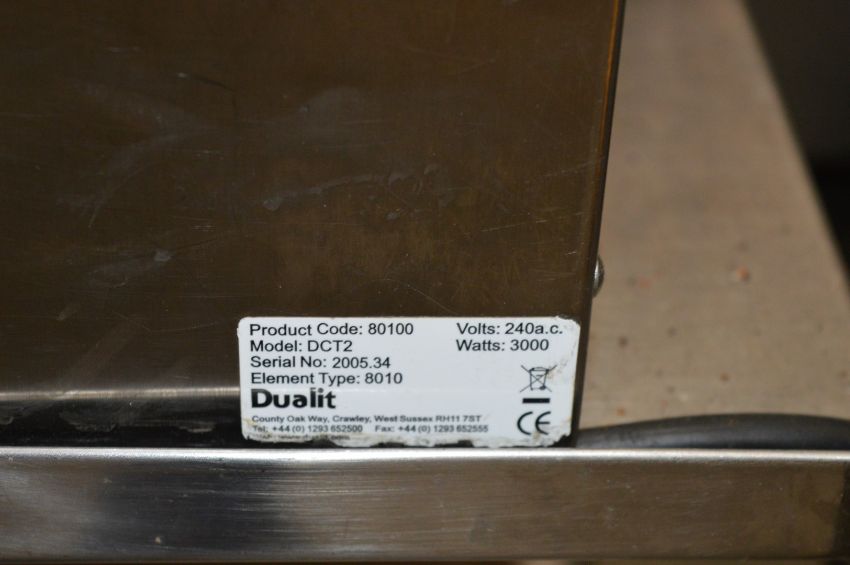 Product Code: 80100 Volts: 240a.c.
Model: DCT2 Watts: 3000
Serial No: 2005.34
Element Type: 8010
Dualit
County Oak Way, Crawley, West Sussex RH11 7ST
Tel: +44 (0) 1293 652500 Fax: +44 (0) 1293 652555
CE